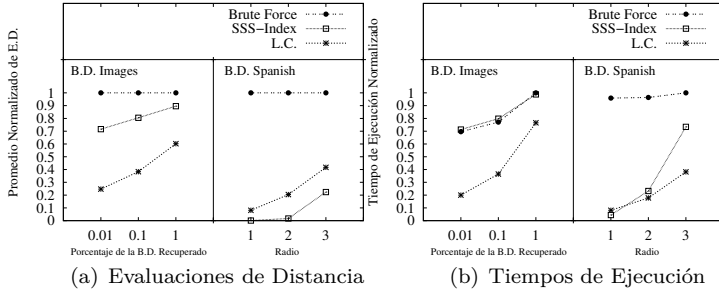 Brute Force
SSS-Index
L.C.
Promedio Normalizado de E.D.
B.D. Images
B.D. Spanish
1
0.9
0.8
0.7
0.6
0.5
0.4
0.3
0.2
0.1
0
0.01 0.1 1
1 2 3
Porcentaje de la B.D. Recuperado
Radio
(a) Evaluaciones de Distancia
Brute Force
SSS-Index
L.C.
Tiempo de Ejecución Normalizado
B.D. Images
B.D. Spanish
1
0.9
0.8
0.7
0.6
0.5
0.4
0.3
0.2
0.1
0
0.01 0.1 1
1 2 3
Porcentaje de la B.D. Recuperado
Radio
(b) Tiempos de Ejecución